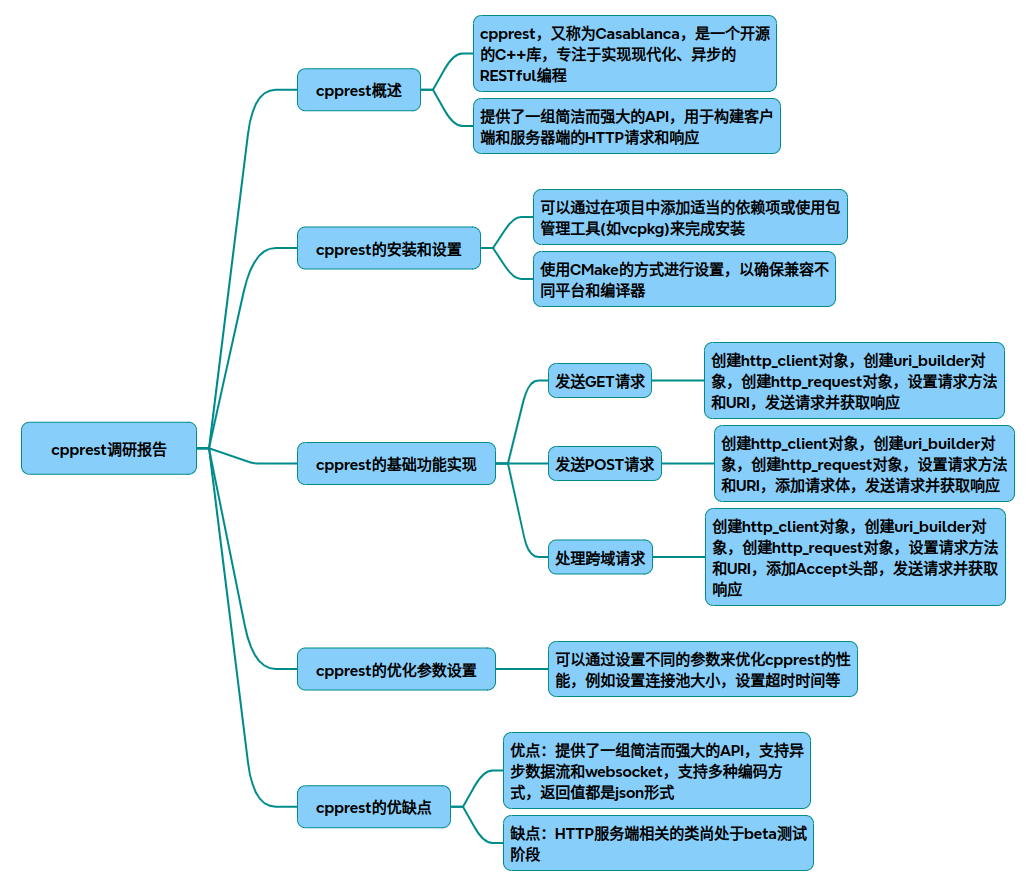 cpprest调研报告
cpprest概述
cpprest，又称为Casablanca，是一个开源
的C++库，专注于实现现代化、异步的
RESTful编程
提供了一组简洁而强大的API，用于构建客户
端和服务器端的HTTP请求和响应
cpprest的安装和设置
可以通过在项目中添加适当的依赖项或使用包
管理工具(如vcpkg)来完成安装
使用CMake的方式进行设置，以确保兼容不
同平台和编译器
cpprest的基础功能实现
发送GET请求
创建http_client对象，创建uri_builder对
象，创建http_request对象，设置请求方法
和URI，发送请求并获取响应
发送POST请求
创建http_client对象，创建uri_builder对
象，创建http_request对象，设置请求方法
和URI，添加请求体，发送请求并获取响应
处理跨域请求
创建http_client对象，创建uri_builder对
象，创建http_request对象，设置请求方法
和URI，添加Accept头部，发送请求并获取
响应
cpprest的优化参数设置
可以通过设置不同的参数来优化cpprest的性
能，例如设置连接池大小，设置超时时间等
cpprest的优缺点
优点：提供了一组简洁而强大的API，支持异
步数据流和websocket，支持多种编码方
式，返回值都是json形式
缺点：HTTP服务端相关的类尚处于beta测试
阶段